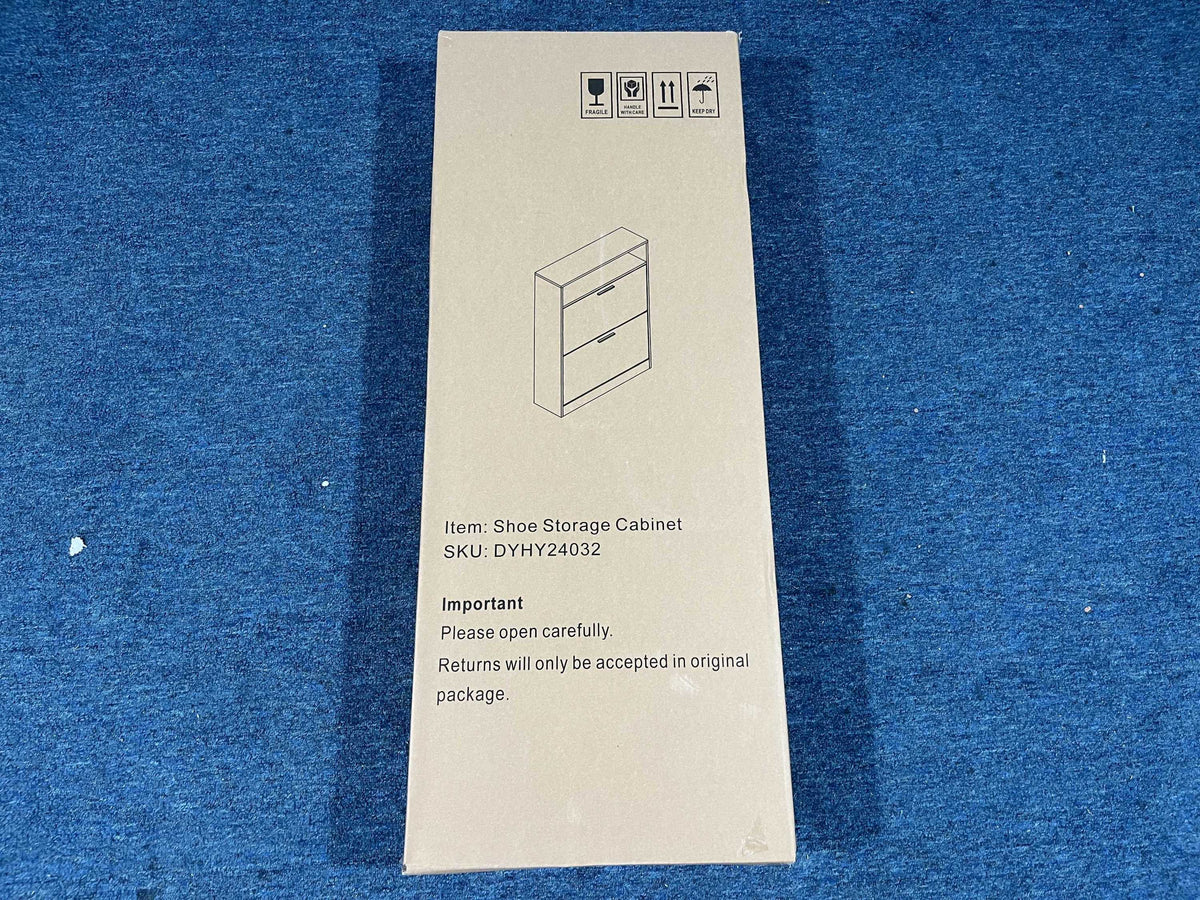 FRAGILE
HANDLE
WITH CARE
KEEP DRY
Item: Shoe Storage Cabinet
SKU: DYHY24032
Important
Please open carefully.
Returns will only be accepted in original
package.